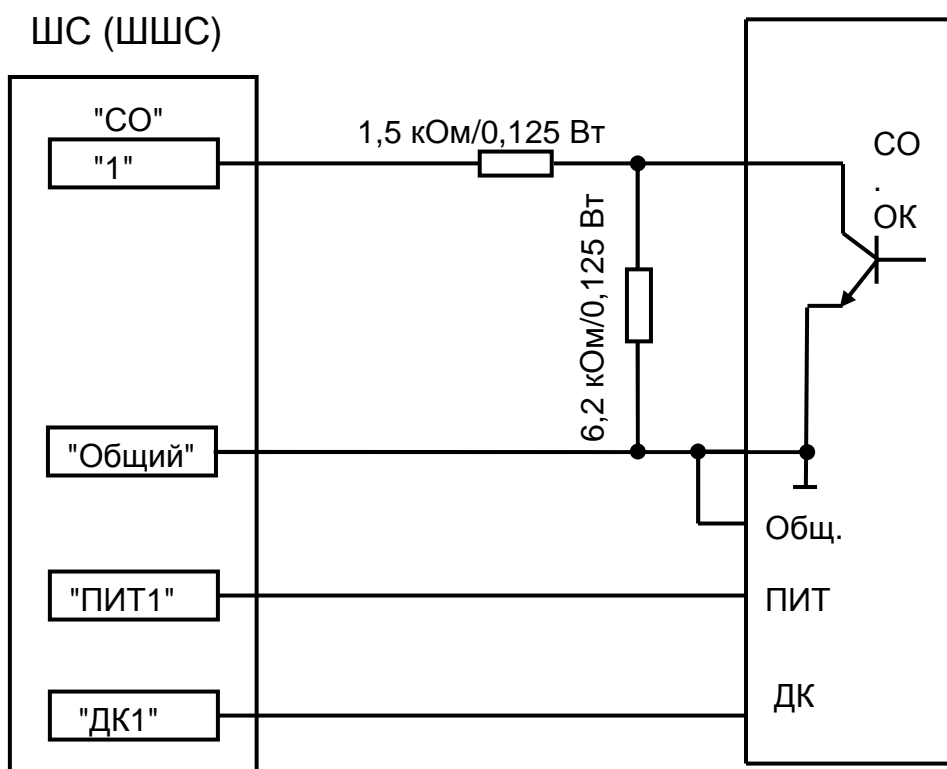 ШС (ШШС)
"СО"
"1"
1,5 кОм/0,125 Вт
СО
.
ОК
6,2 кОм/0,125 Вт
"Общий"
Общ.
"ПИТ1"
ПИТ
"ДК1"
ДК